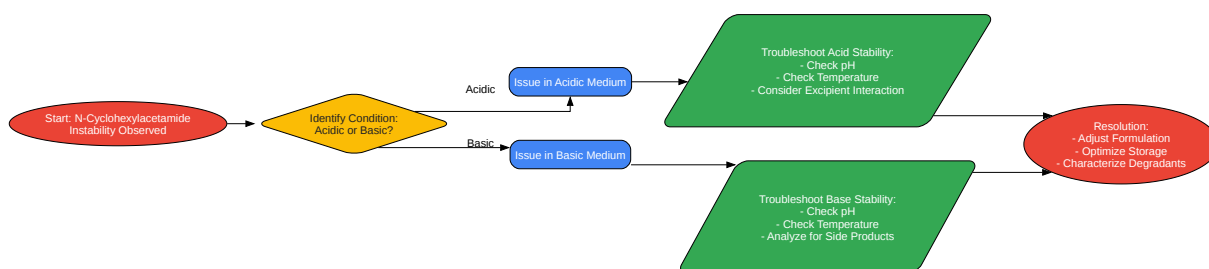 Start: N-Cyclohexylacetamide
Instability Observed
Identify Condition:
Acidic or Basic?
Acidic
Basic
Issue in Acidic Medium
Issue in Basic Medium
Troubleshoot Acid Stability:
- Check pH
- Check Temperature
- Consider Excipient Interaction
Troubleshoot Base Stability:
- Check pH
- Check Temperature
- Analyze for Side Products
Resolution:
- Adjust Formulation
- Optimize Storage
- Characterize Degradants